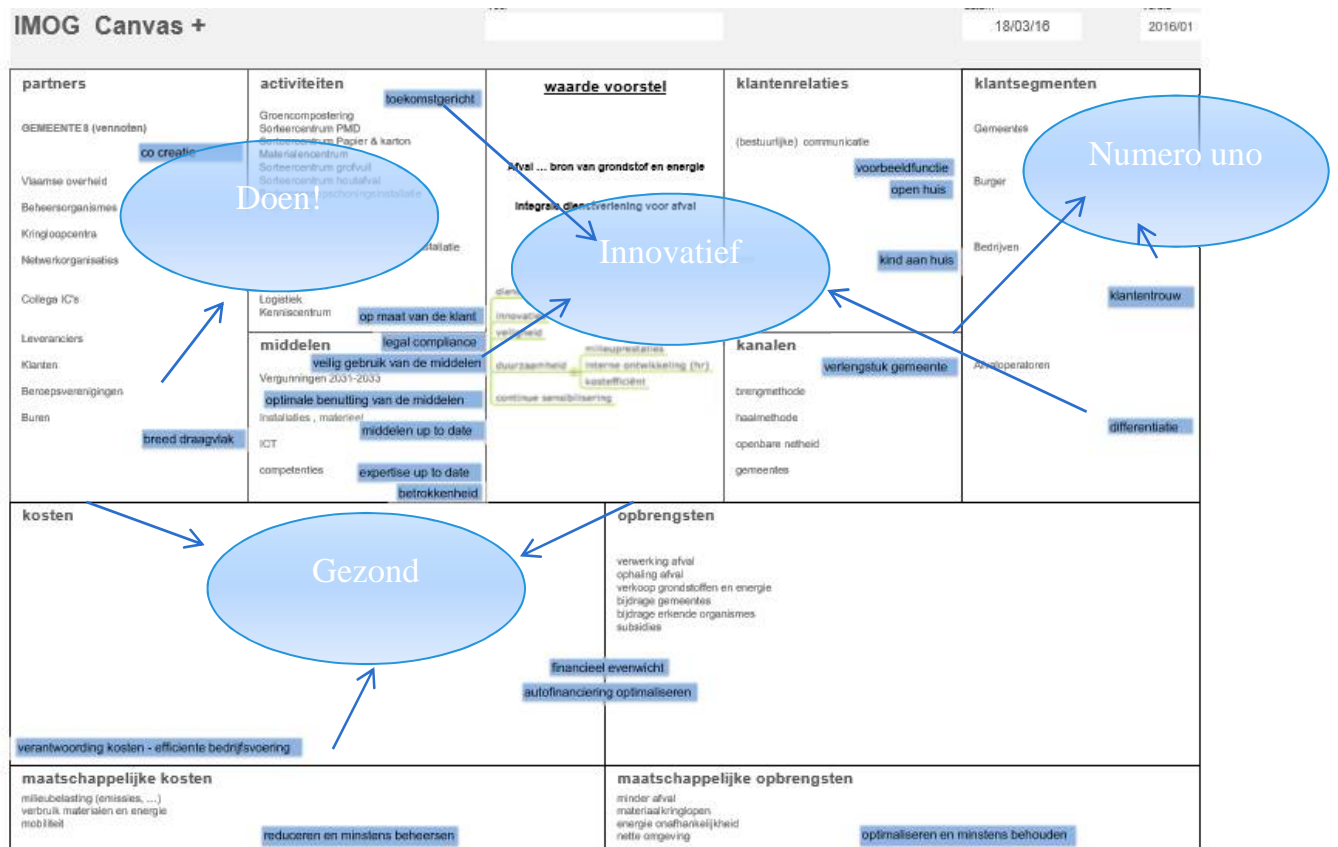 IMOG Canvas +
18/03/16
2016/01
partners
GEMEENTES (vennoten)
co creatie
Vlaamse overheid
Beheersorganismes
Kringloopcentra
Netwerkorganisaties
Collega IC's
Leveranciers
Klanten
Beroepsverenigingen
Buren
breed draagvlak
Doen!
activiteiten
toekomstgericht
Groencompostering
Sorteercentrum PMD
Sorteercentrum Papier & karton
Materialencentrum
Sorteercentrum grofvuil
Sorteercentrum houtafval
Logistiek
Kenniscentrum
op maat van de klant
middelen
legal compliance
veilig gebruik van de middelen
Vergunningen 2031-2033
optimale benutting van de middelen
Installaties , materieel
middelen up to date
ICT
competenties
expertise up to date
betrokkenheid
waarde voorstel
Afval ... bron van grondstof en energie
Integrale dienstverlening voor afval
Innovatief
innovatief
veiligheid
milieuprestaties
duurzaamheid
interne ontwikkeling (hr)
kostefficiënt
continue sensibilisering
klantenrelaties
(bestuurlijke) communicatie
voorbeeldfunctie
open huis
kind aan huis
kanalen
verlengstuk gemeente
brengmethode
haalmethode
openbare netheid
gemeentes
klantsegmenten
Gemeentes
Numero uno
Burger
Bedrijven
klantentrouw
Afvaloperatoren
differentiatie
kosten
Gezond
verantwoording kosten - efficiente bedrijfsvoering
opbrengsten
verwerking afval
ophaling afval
verkoop grondstoffen en energie
bijdrage gemeentes
bijdrage erkende organismes
subsidies
financieel evenwicht
autofinanciering optimaliseren
maatschappelijke kosten
milieubelasting (emissies, ...)
verbruik materialen en energie
mobiliteit
reduceren en minstens beheersen
maatschappelijke opbrengsten
minder afval
materiaalkringlopen
energie onafhankelijkheid
nette omgeving
optimaliseren en minstens behouden